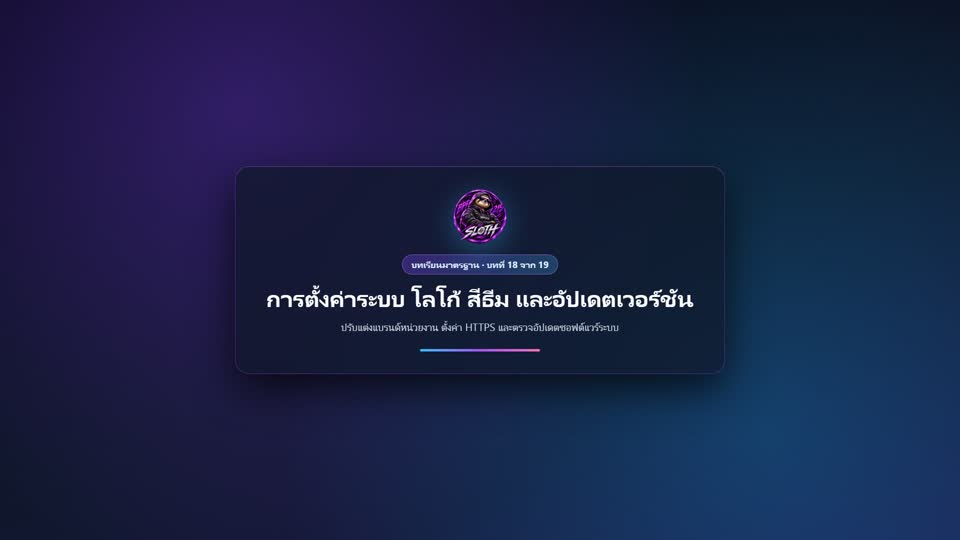 SLOTH
บทเรียนมาตรฐาน · บทที่ 18 จาก 19
การตั้งค่าระบบ โลโก้ สีธีม และอัปเดตเวอร์ชัน
ปรับแต่งแบรนด์หน่วยงาน ตั้งค่า HTTPS และตรวจอัปเดตซอฟต์แวร์ระบบ